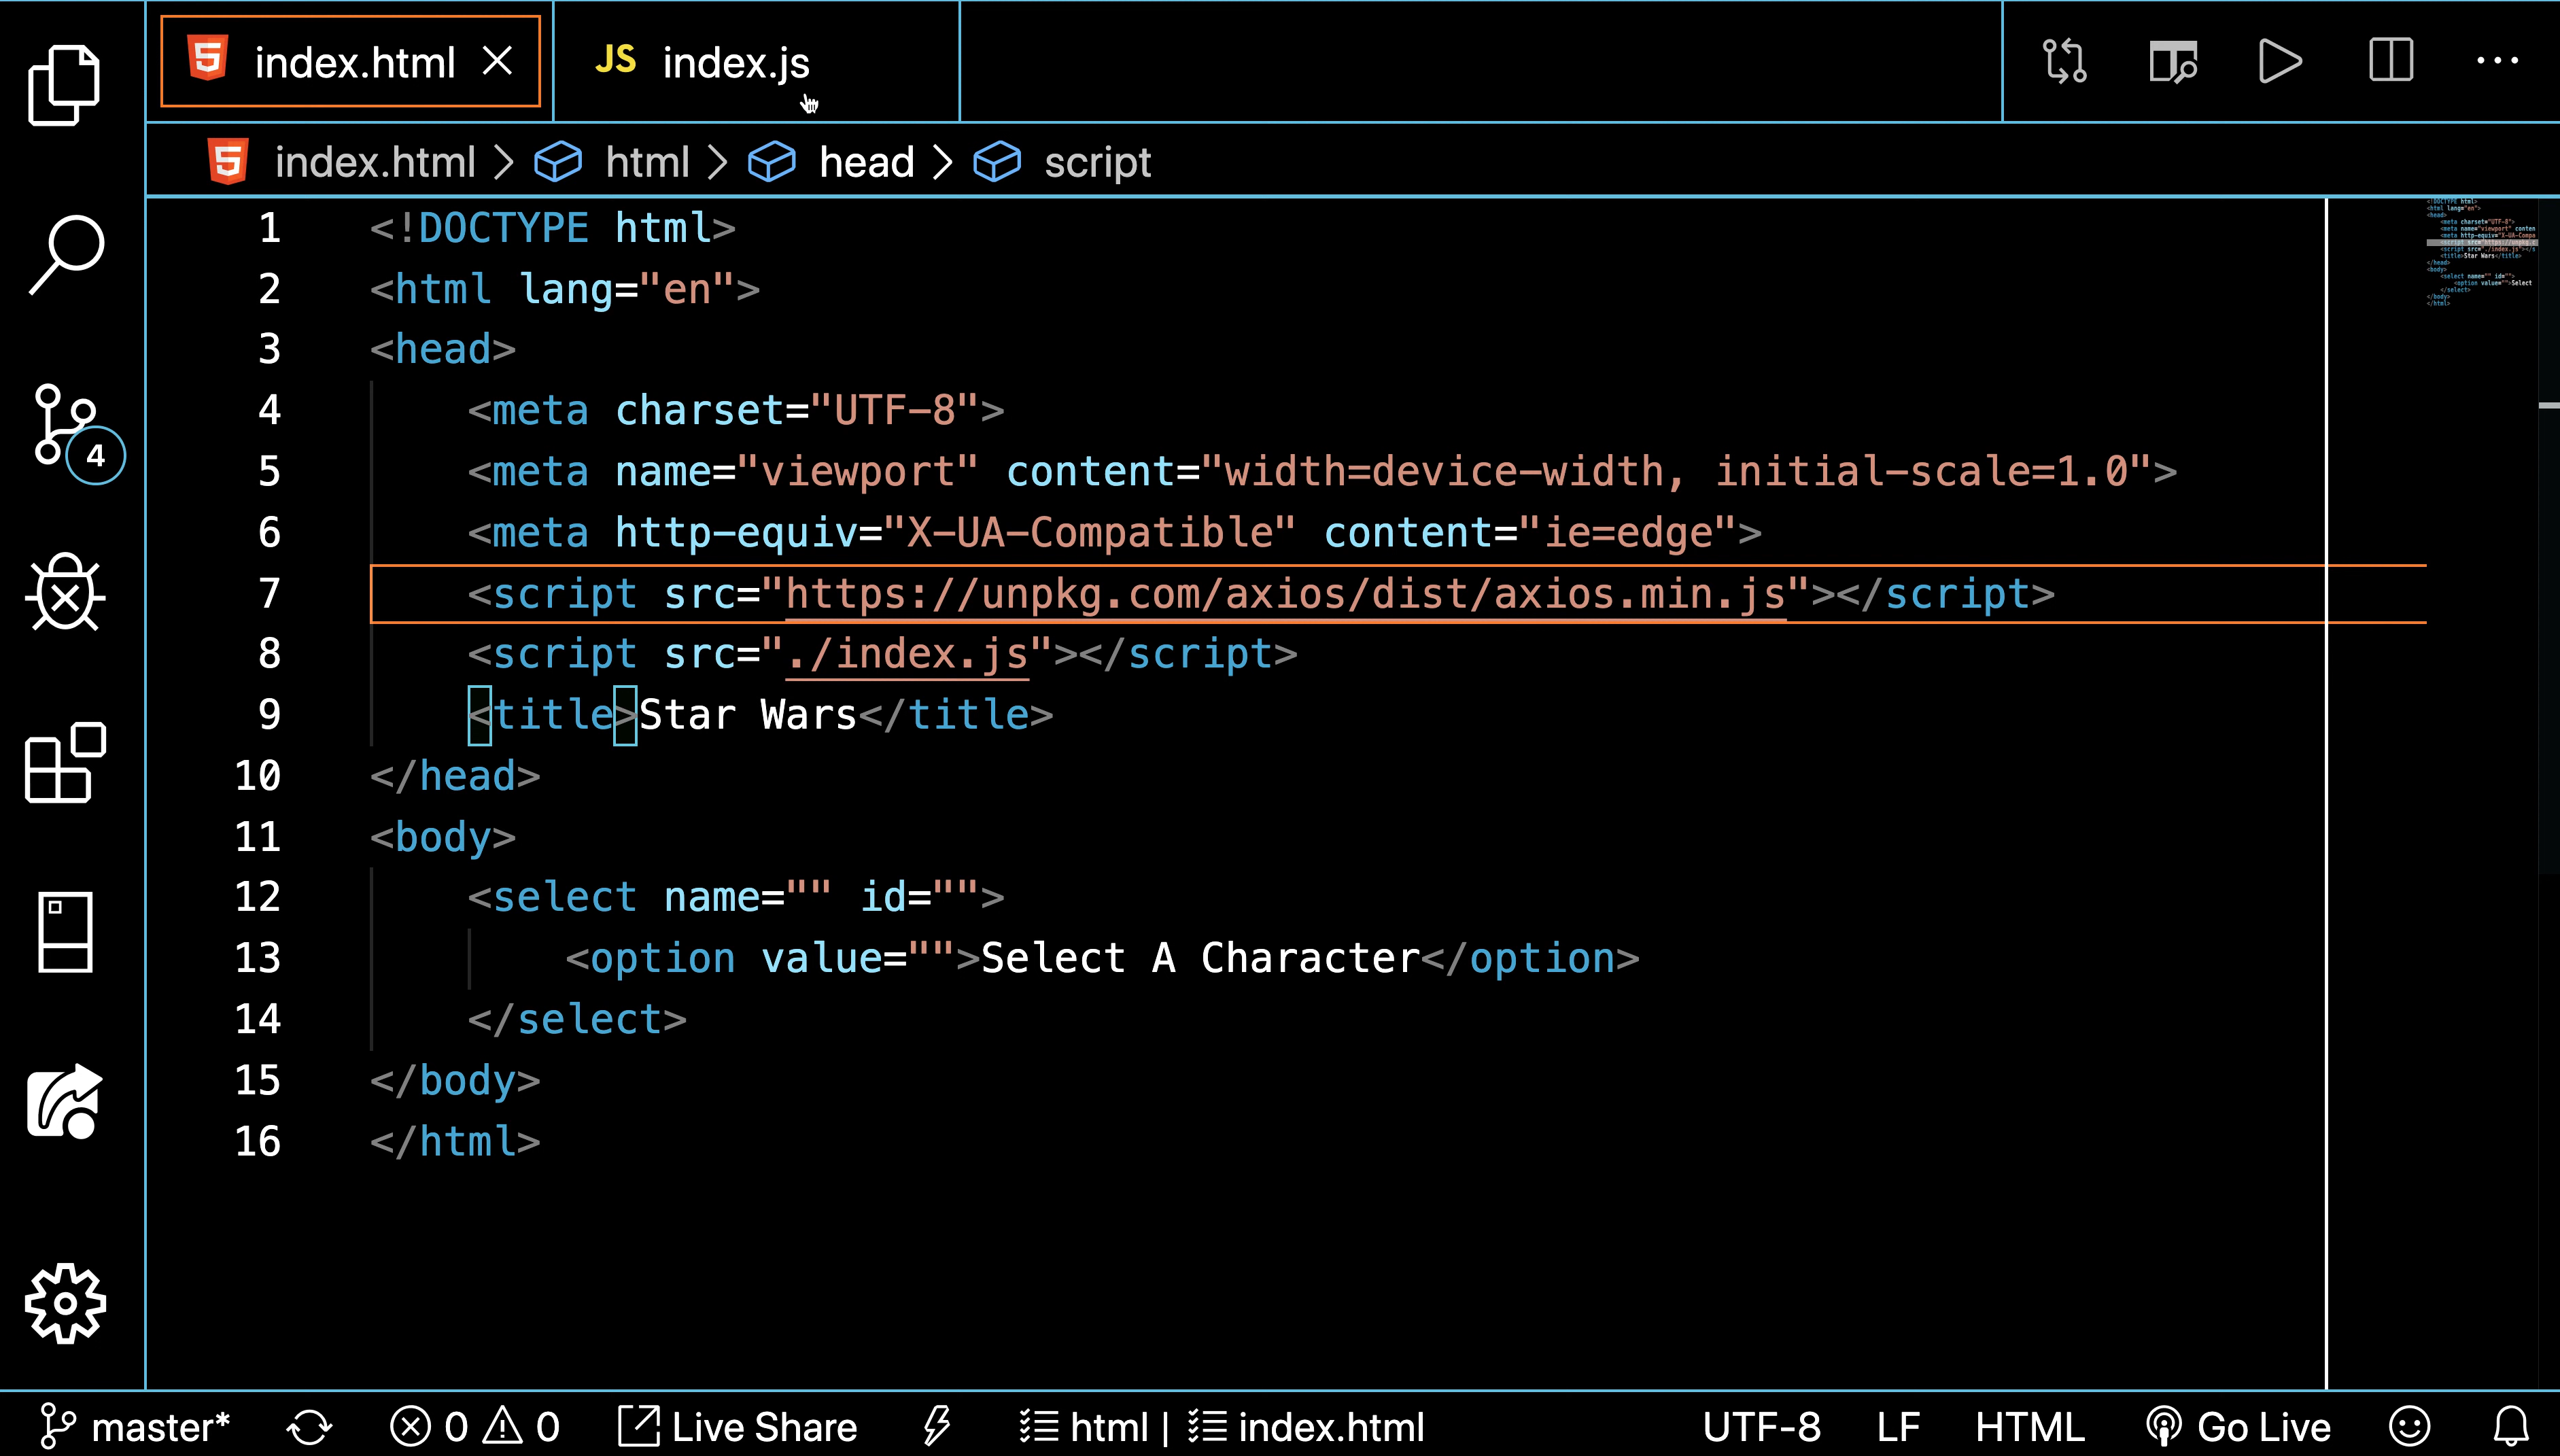 index.html
JS index.js
index.html > html > head > script
1 <!DOCTYPE html>
2 <html lang="en">
3 <head>
4 <meta charset="UTF-8">
5 <meta name="viewport" content="width=device-width, initial-scale=1.0">
6 <meta http-equiv="X-UA-Compatible" content="ie=edge">
7 <script src="https://unpkg.com/axios/dist/axios.min.js"></script>
8 <script src="./index.js"></script>
9 <title>Star Wars</title>
10 </head>
11 <body>
12 <select name="" id="">
13 <option value="">Select A Character</option>
14 </select>
15 </body>
16 </html>
4
master* 0 0 Live Share html | index.html UTF-8 LF HTML Go Live